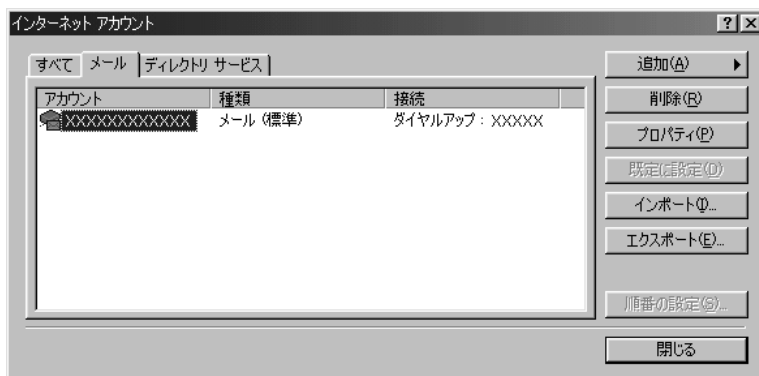 インターネット アカウント
すべて
メール
ディレクトリ サービス
アカウント
種類
接続
XXXXXXXXXXXXX
メール (標準)
ダイヤルアップ : XXXXX
追加(A)
削除(R)
プロパティ(P)
既定に設定(D)
インポート(I)...
エクスポート(E)...
順番の設定(S)...
閉じる